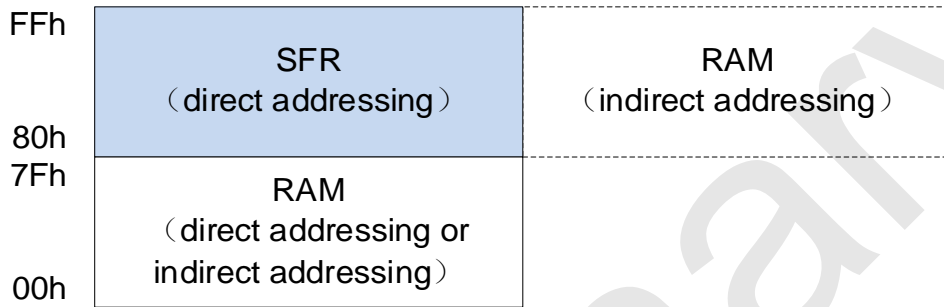 FFh
SFR
RAM
（direct addressing）
（indirect addressing）
80h
7Fh
RAM
（direct addressing or
indirect addressing）
00h